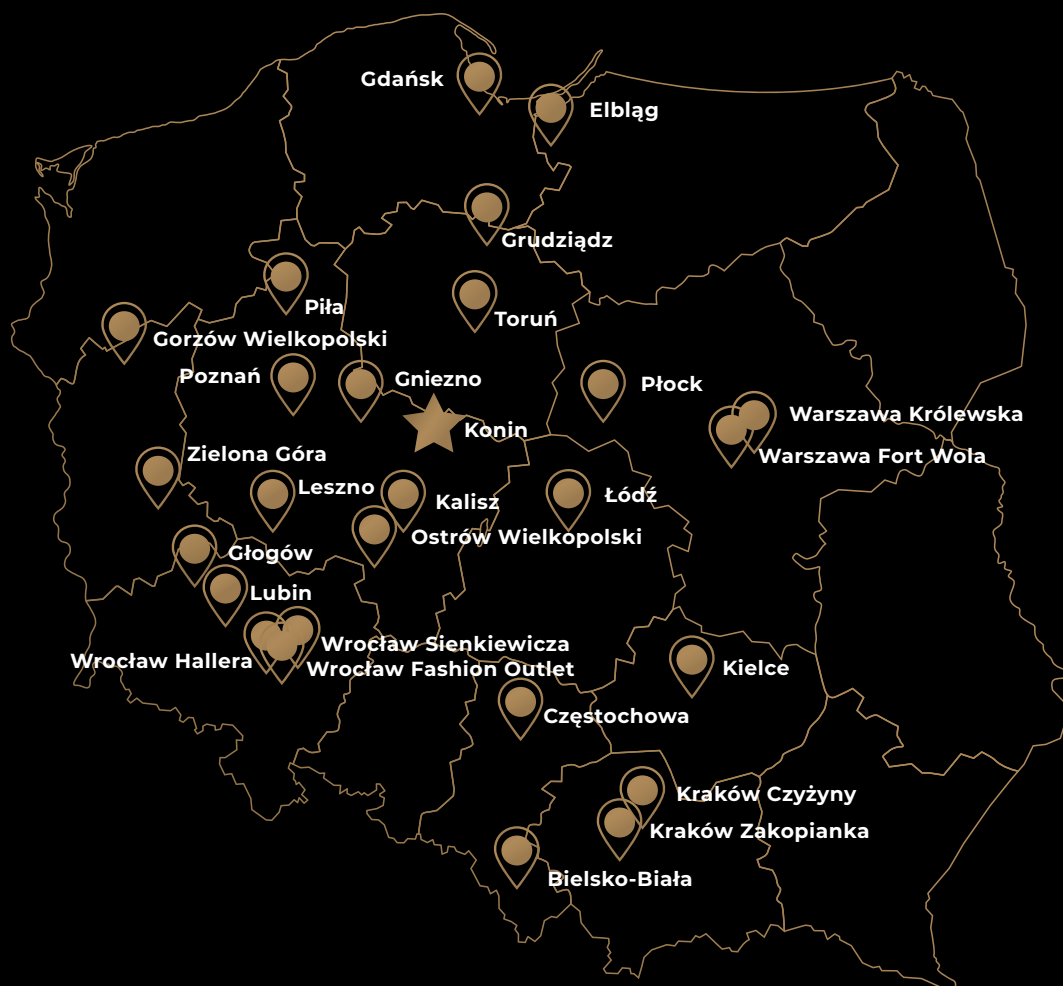 Gdańsk
Elbląg
Grudziądz
Piła
Toruń
Gorzów Wielkopolski
Poznań
Gniezno
Płock
Warszawa Królewska
Konin
Warszawa Fort Wola
Zielona Góra
Leszno
Kalisz
Łódź
Ostrów Wielkopolski
Głogów
Lubin
Wrocław Sienkiewicza
Wrocław Hallera
Wrocław Fashion Outlet
Kielce
Częstochowa
Kraków Czyżyny
Kraków Zakopianka
Bielsko-Biała